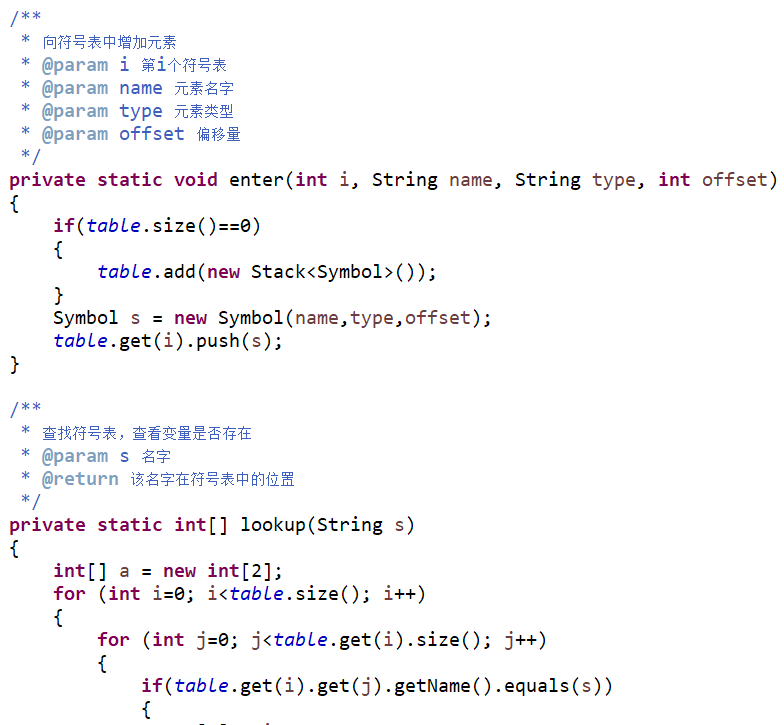 /**
 * 向符号表中增加元素
 * @param i 第i个符号表
 * @param name 元素名字
 * @param type 元素类型
 * @param offset 偏移量
 */
private static void enter(int i, String name, String type, int offset)
{
    if(table.size()==0)
    {
        table.add(new Stack<Symbol>());
    }
    Symbol s = new Symbol(name,type,offset);
    table.get(i).push(s);
}

/**
 * 查找符号表，查看变量是否存在
 * @param s 名字
 * @return 该名字在符号表中的位置
 */
private static int[] lookup(String s)
{
    int[] a = new int[2];
    for (int i=0; i<table.size(); i++)
    {
        for (int j=0; j<table.get(i).size(); j++)
        {
            if(table.get(i).get(j).getName().equals(s))
            {